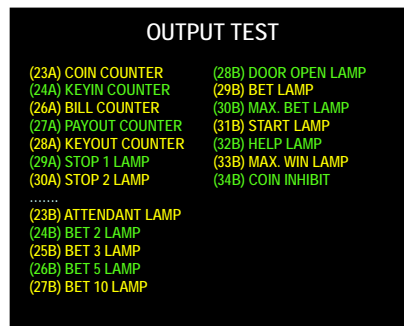 OUTPUT TEST
(23A) COIN COUNTER
(24A) KEYIN COUNTER
(26A) BILL COUNTER
(27A) PAYOUT COUNTER
(28A) KEYOUT COUNTER
(29A) STOP 1 LAMP
(30A) STOP 2 LAMP
.......
(23B) ATTENDANT LAMP
(24B) BET 2 LAMP
(25B) BET 3 LAMP
(26B) BET 5 LAMP
(27B) BET 10 LAMP
(28B) DOOR OPEN LAMP
(29B) BET LAMP
(30B) MAX. BET LAMP
(31B) START LAMP
(32B) HELP LAMP
(33B) MAX. WIN LAMP
(34B) COIN INHIBIT